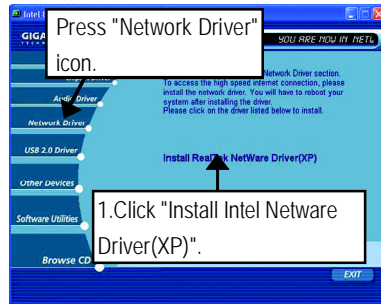 Intel
GIGA
YOU ARE NOW IN NETW
Press "Network Driver"
icon.
Network Driver section.
To access the high speed internet connection, please
install the network driver. You will have to reboot your
system after installing the driver.
Please click on the driver listed below to install.
Audio Driver
Network Driver
USB 2.0 Driver
Install Realtek NetWare Driver(XP)
Other Devices
1.Click "Install Intel Netware
Driver(XP)".
Software Utilities
Browse CD
EXIT